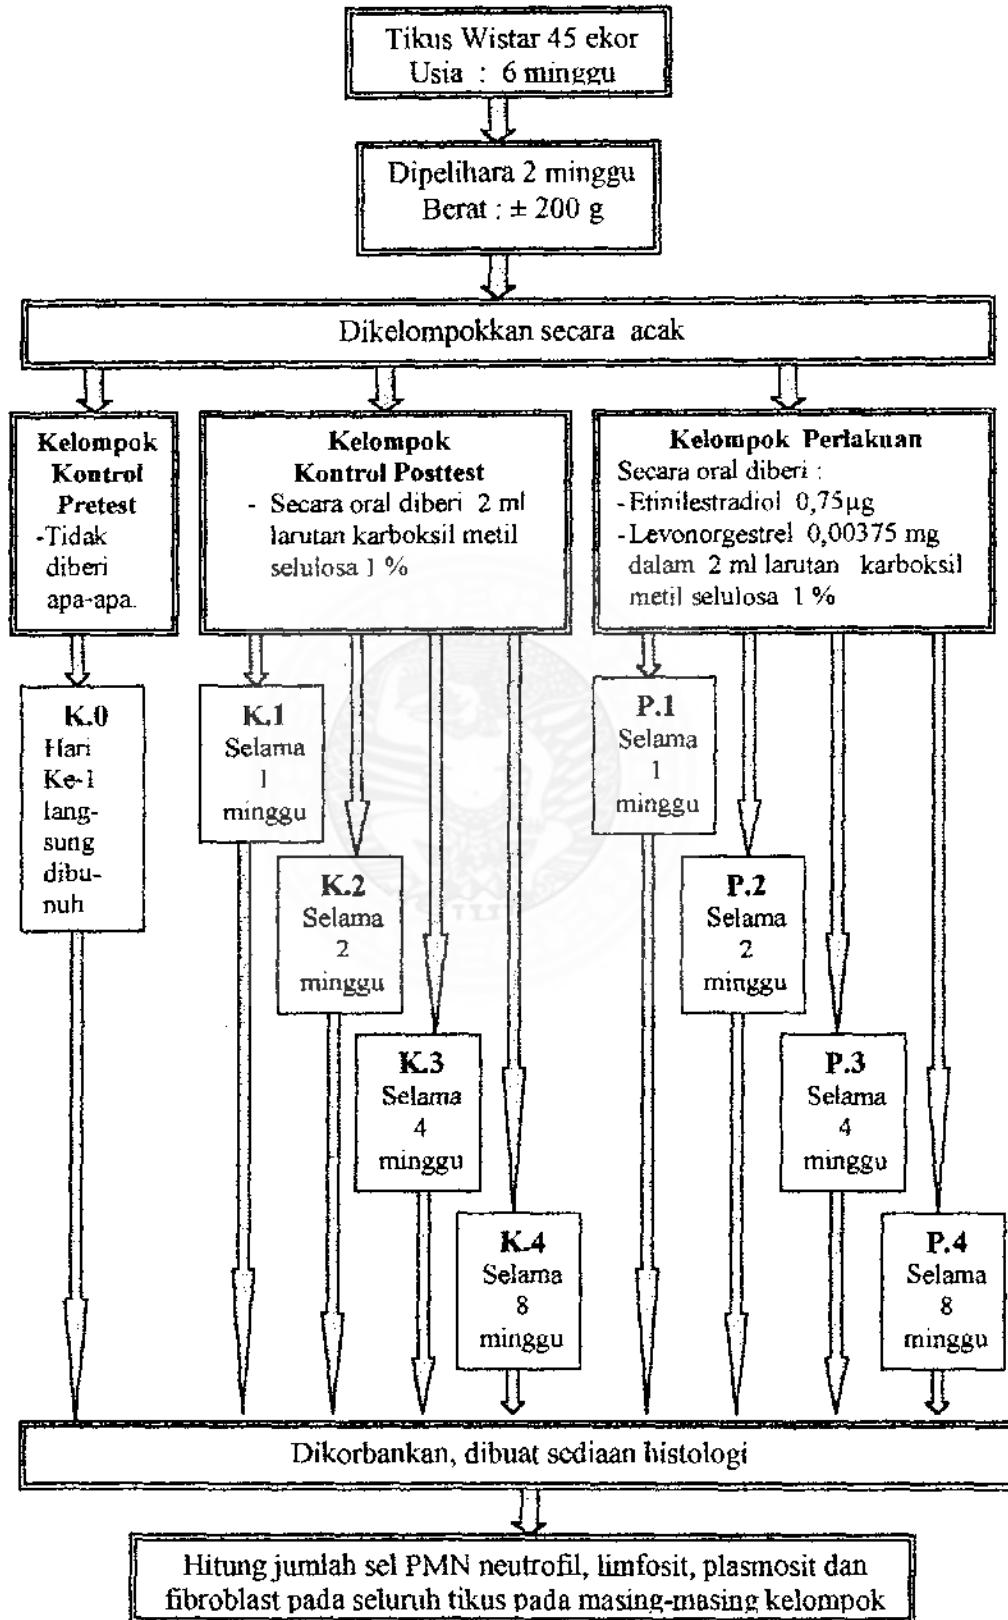 Tikus Wistar 45 ekor
Usia : 6 minggu
Dipelihara 2 minggu
Berat : ± 200 g
Dikelompokkan secara acak
Kelompok
Kontrol
Pretest
-Tidak
diberi
apa-apa.
Kelompok
Kontrol Posttest
- Secara oral diberi 2 ml
larutan karboksil metil
selulosa 1 %
Kelompok Perlakuan
Secara oral diberi :
-Etinilestradiol 0,75µg
-Levonorgestrel 0,00375 mg
dalam 2 ml larutan karboksil
metil selulosa 1 %
K.0
Hari
Ke-1
lang-
sung
dibu-
nuh
K.1
Selama
1
minggu
K.2
Selama
2
minggu
K.3
Selama
4
minggu
K.4
Selama
8
minggu
P.1
Selama
1
minggu
P.2
Selama
2
minggu
P.3
Selama
4
minggu
P.4
Selama
8
minggu
Dikorbankan, dibuat sediaan histologi
Hitung jumlah sel PMN neutrofil, limfosit, plasmosit dan
fibroblast pada seluruh tikus pada masing-masing kelompok